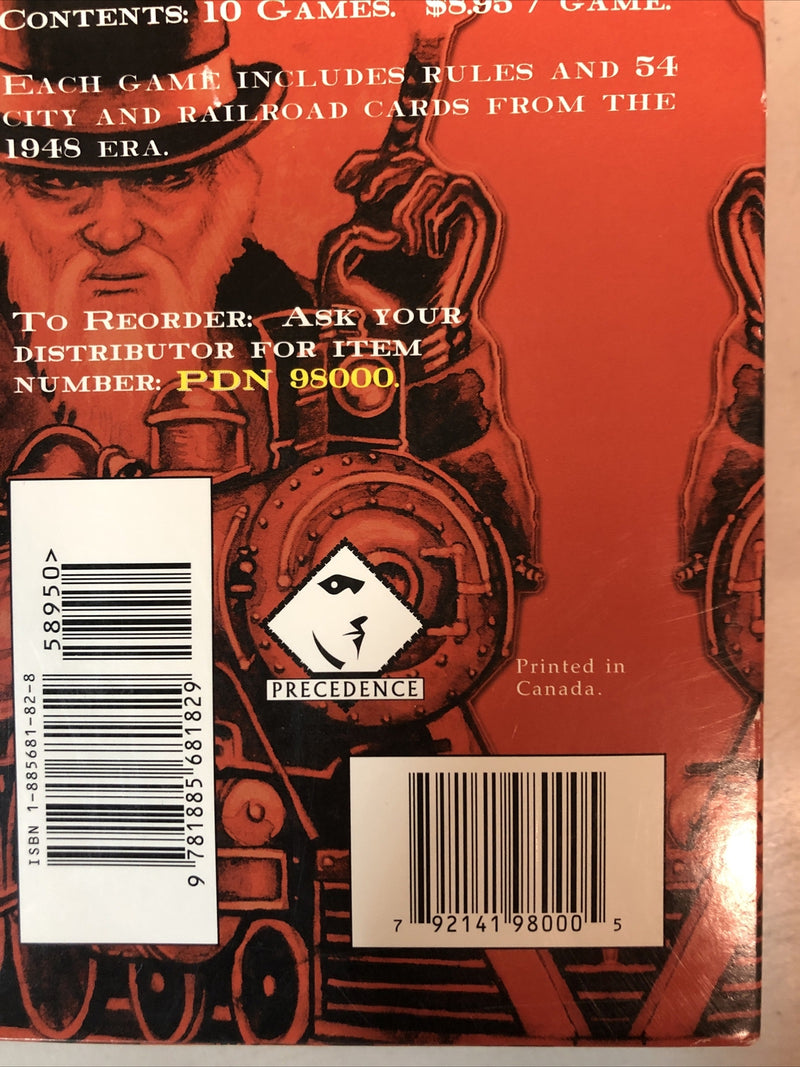 CONTENTS: 10 GAMES. $8.95 / GAME.
EACH GAME INCLUDES RULES AND 54
CITY AND RAILROAD CARDS FROM THE
1948 ERA.
TO REORDER: ASK YOUR
DISTRIBUTOR FOR ITEM
NUMBER: PDN 98000.
58950>
ISBN 1-885681-82-8
9 781885 681829
PRECEDENCE
Printed in
Canada.
7 92141 98000 5